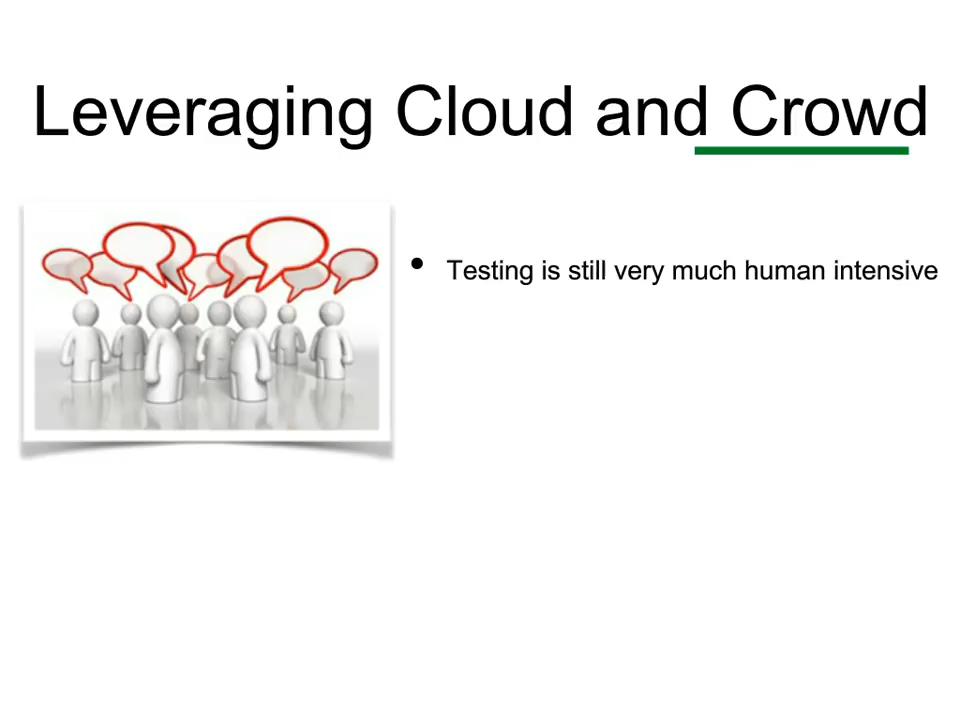 Leveraging Cloud and Crowd
• Testing is still very much human intensive